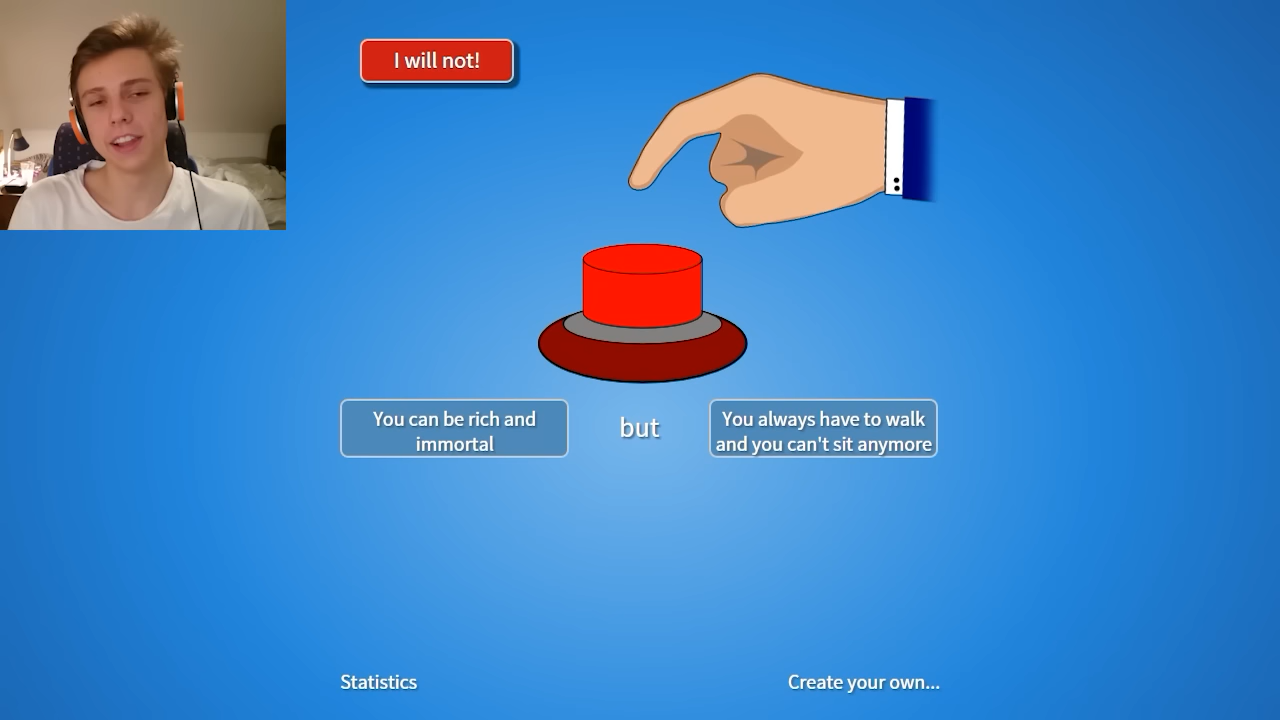 I will not!
You can be rich and
immortal
but
You always have to walk
and you can't sit anymore
Statistics
Create your own...